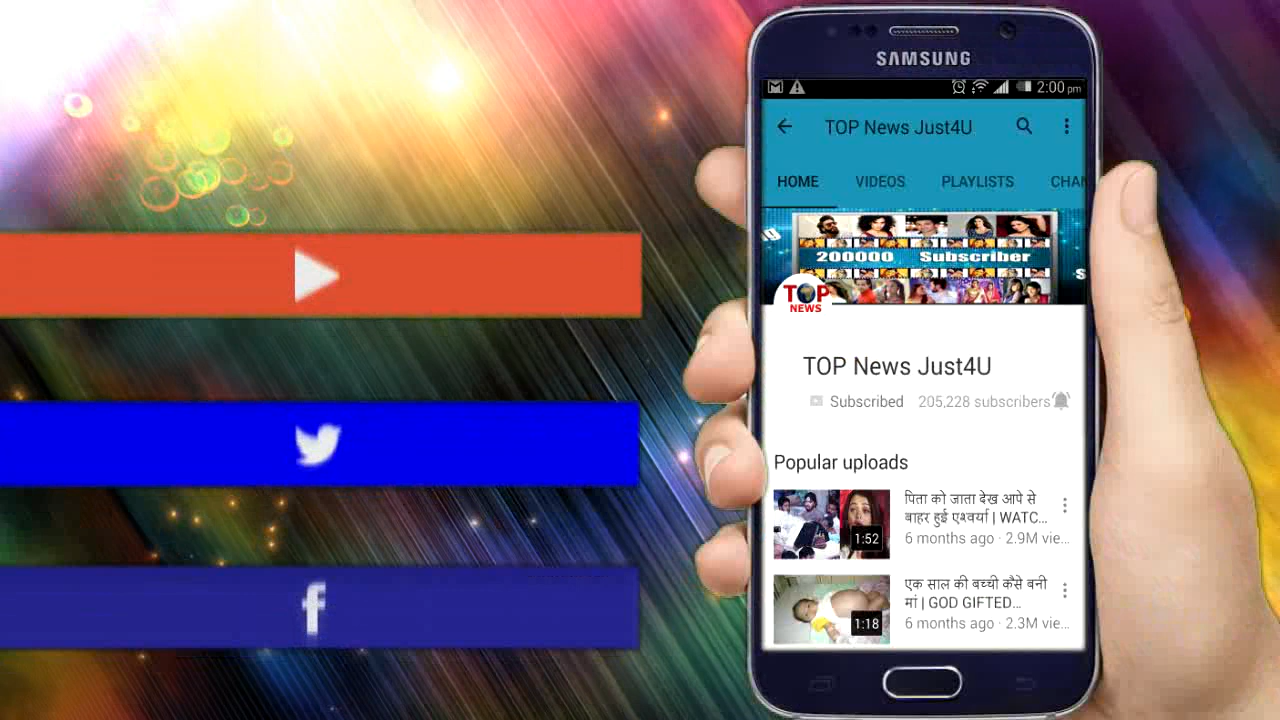 SAMSUNG
2:00 pm
TOP News Just4U
HOME VIDEOS PLAYLISTS CHAN
200000 Subscriber
TOP
NEWS
TOP News Just4U
Subscribed 205,228 subscribers
Popular uploads
पिता को जाता देख आपे से
बाहर हुई एश्वर्या | WATC...
1:52
6 months ago · 2.9M vie...
एक साल की बच्ची कैसे बनी
मां | GOD GIFTED...
1:18
6 months ago · 2.3M vie...